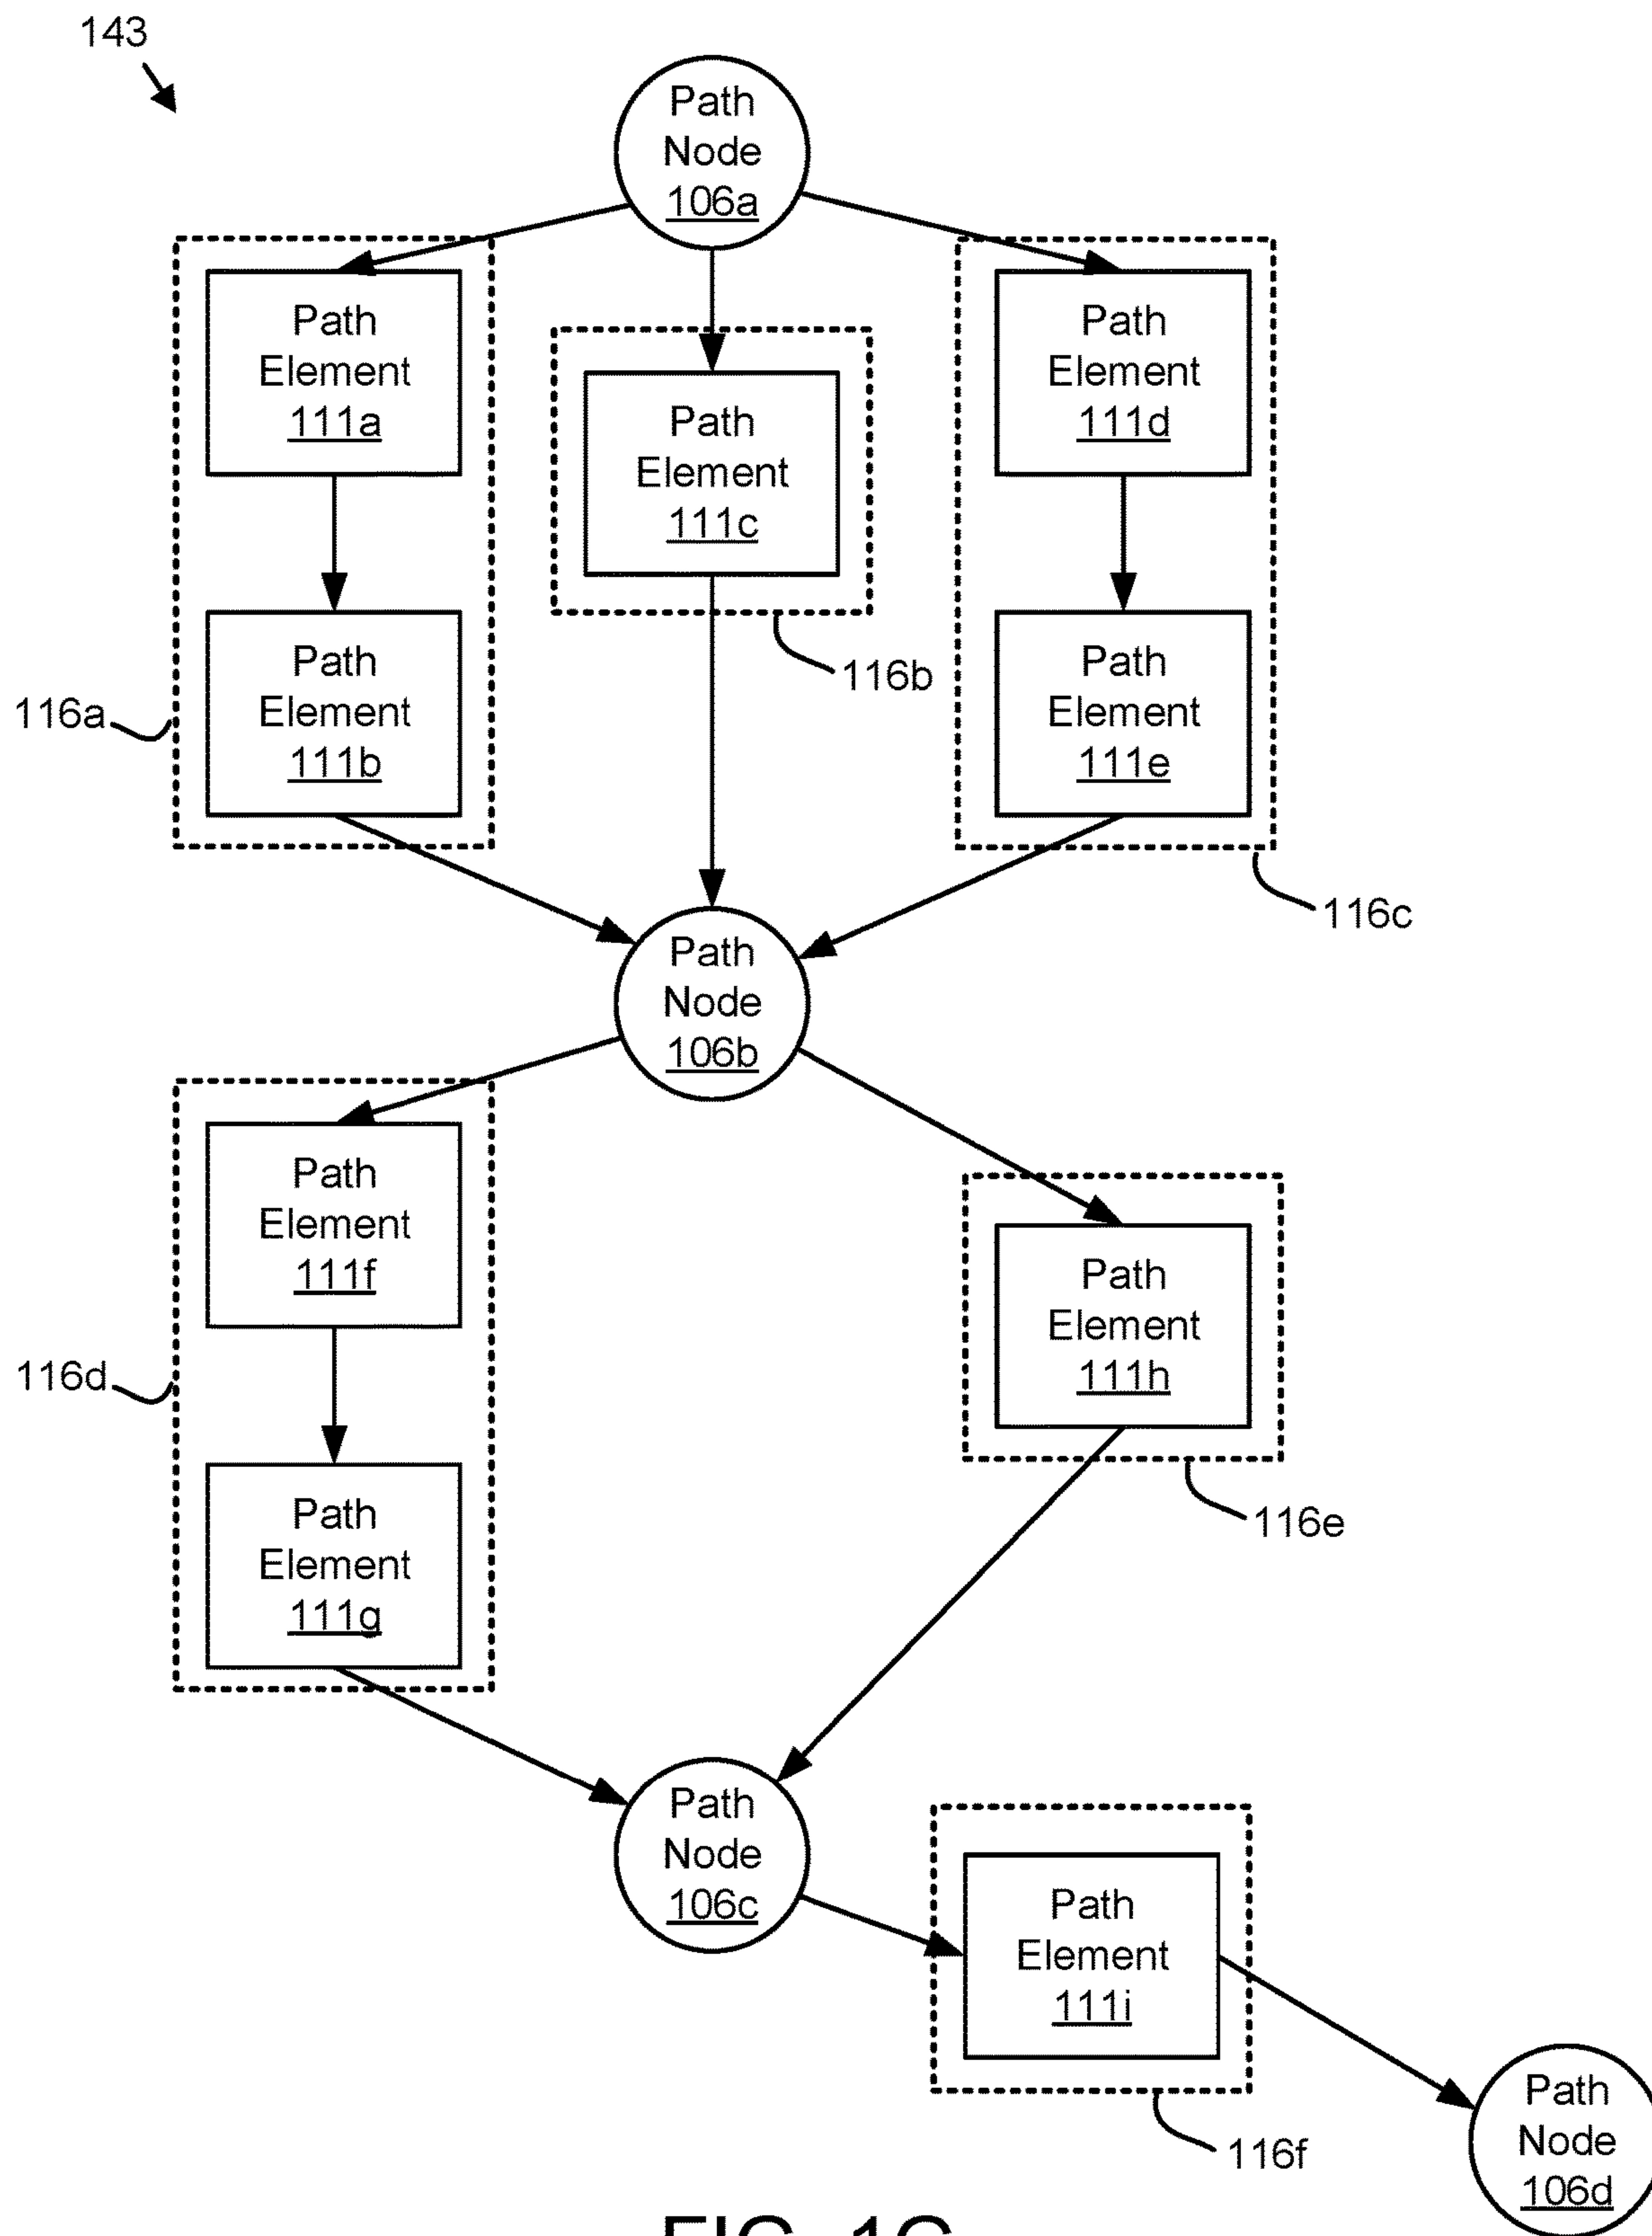 143
Path
Node
106a
Path
Element
111a
Path
Element
111c
Path
Element
111d
Path
Element
111b
116a
116b
Path
Element
111e
116c
Path
Node
106b
Path
Element
111f
Path
Element
111h
116d
116e
Path
Element
111g
Path
Node
106c
Path
Element
111i
116f
Path
Node
106d